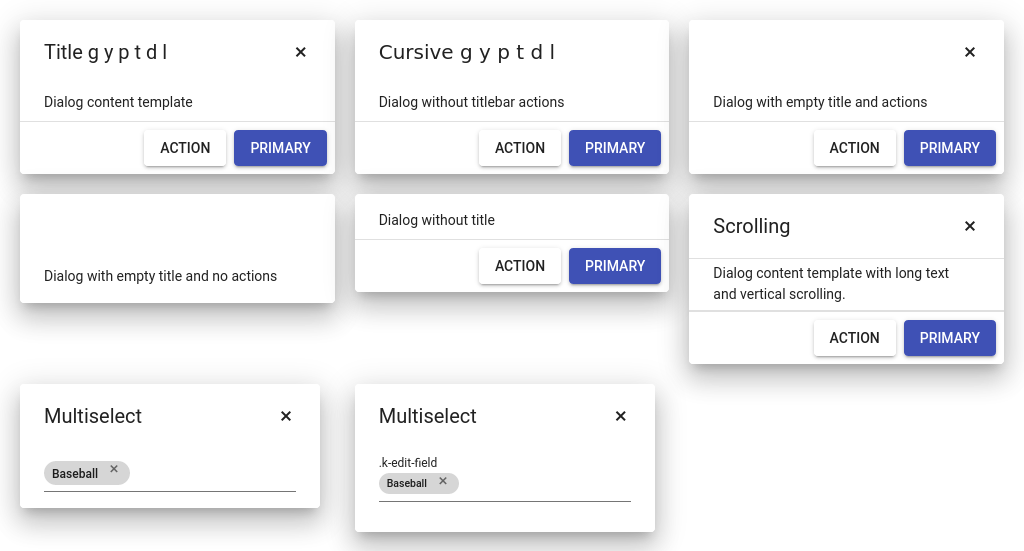 Title g y p t d l ✕
Dialog content template
ACTION PRIMARY
Cursive g y p t d l
Dialog without titlebar actions
ACTION PRIMARY
✕
Dialog with empty title and actions
ACTION PRIMARY
Dialog with empty title and no actions
Dialog without title
ACTION PRIMARY
Scrolling ✕
Dialog content template with long text
and vertical scrolling.
ACTION PRIMARY
Multiselect ✕
Baseball ✕
Multiselect ✕
.k-edit-field
Baseball ✕